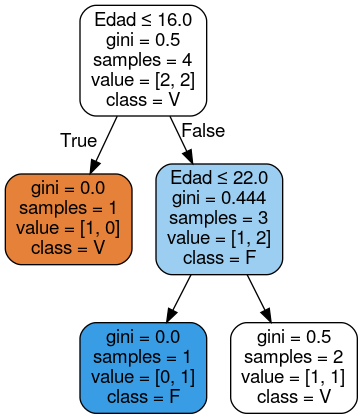 Edad ≤ 16.0
gini = 0.5
samples = 4
value = [2, 2]
class = V
True
False
gini = 0.0
samples = 1
value = [1, 0]
class = V
Edad ≤ 22.0
gini = 0.444
samples = 3
value = [1, 2]
class = F
gini = 0.0
samples = 1
value = [0, 1]
class = F
gini = 0.5
samples = 2
value = [1, 1]
class = V